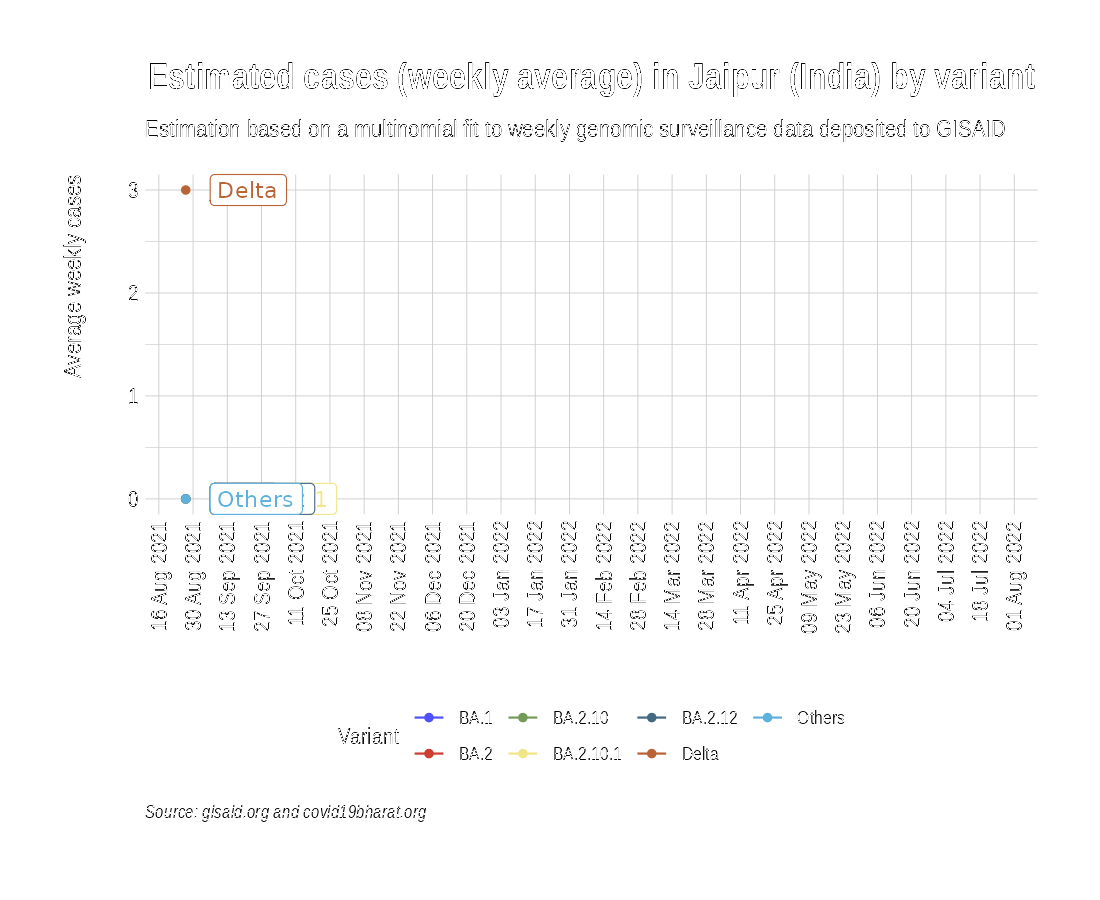 Estimated cases (weekly average) in Jaipur (India) by variant
Estimation based on a multinomial fit to weekly genomic surveillance data deposited to GISAID
Average weekly cases
3
2
1
0
Delta
Others
1
16 Aug 2021
30 Aug 2021
13 Sep 2021
27 Sep 2021
11 Oct 2021
25 Oct 2021
08 Nov 2021
22 Nov 2021
06 Dec 2021
20 Dec 2021
03 Jan 2022
17 Jan 2022
31 Jan 2022
14 Feb 2022
28 Feb 2022
14 Mar 2022
28 Mar 2022
11 Apr 2022
25 Apr 2022
09 May 2022
23 May 2022
06 Jun 2022
20 Jun 2022
04 Jul 2022
18 Jul 2022
01 Aug 2022
Variant
BA.1 BA.2.10 BA.2.12 Others
BA.2 BA.2.10.1 Delta
Source: gisaid.org and covid19bharat.org